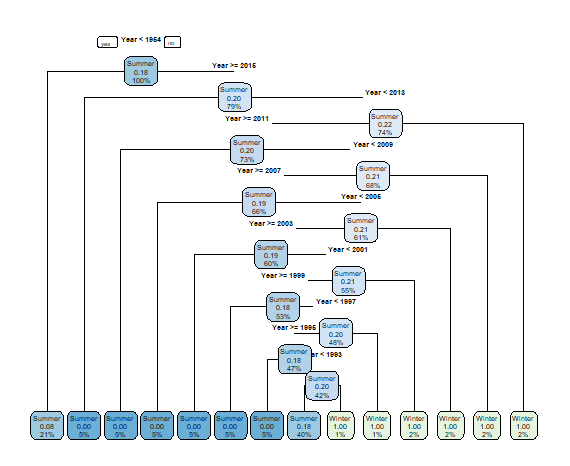 yes Year < 1954 no
Summer
0.18
100%
Year >= 2015
Summer
0.20
79%
Year < 2013
Summer
0.22
74%
Year >= 2011
Summer
0.20
73%
Year < 2009
Summer
0.21
68%
Year >= 2007
Summer
0.19
66%
Year < 2005
Summer
0.21
61%
Year >= 2003
Summer
0.19
60%
Year < 2001
Summer
0.21
55%
Year >= 1999
Summer
0.18
53%
Year < 1997
Summer
0.20
48%
Year >= 1995
Summer
0.18
47%
ar < 1993
Summer
0.20
42%
Summer Summer Summer Summer Summer Summer Summer Summer Winter Winter Winter Winter Winter Winter
0.08 0.00 0.00 0.00 0.00 0.00 0.00 0.18 1.00 1.00 1.00 1.00 1.00 1.00
21% 5% 5% 5% 5% 5% 5% 40% 1% 1% 2% 2% 2% 2%